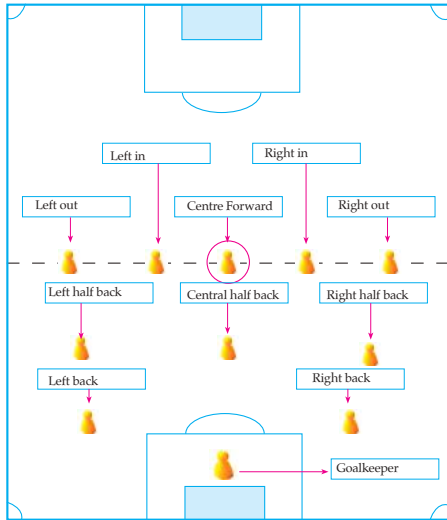 Left in
Right in
Left out
Centre Forward
Right out
Left half back
Central half back
Right half back
Left back
Right back
Goalkeeper